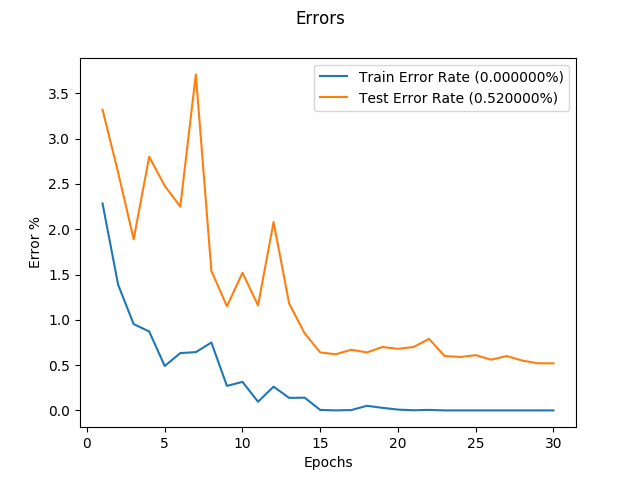 Errors
Train Error Rate (0.000000%)
Test Error Rate (0.520000%)
Error %
3.5
3.0
2.5
2.0
1.5
1.0
0.5
0.0
0 5 10 15 20 25 30
Epochs